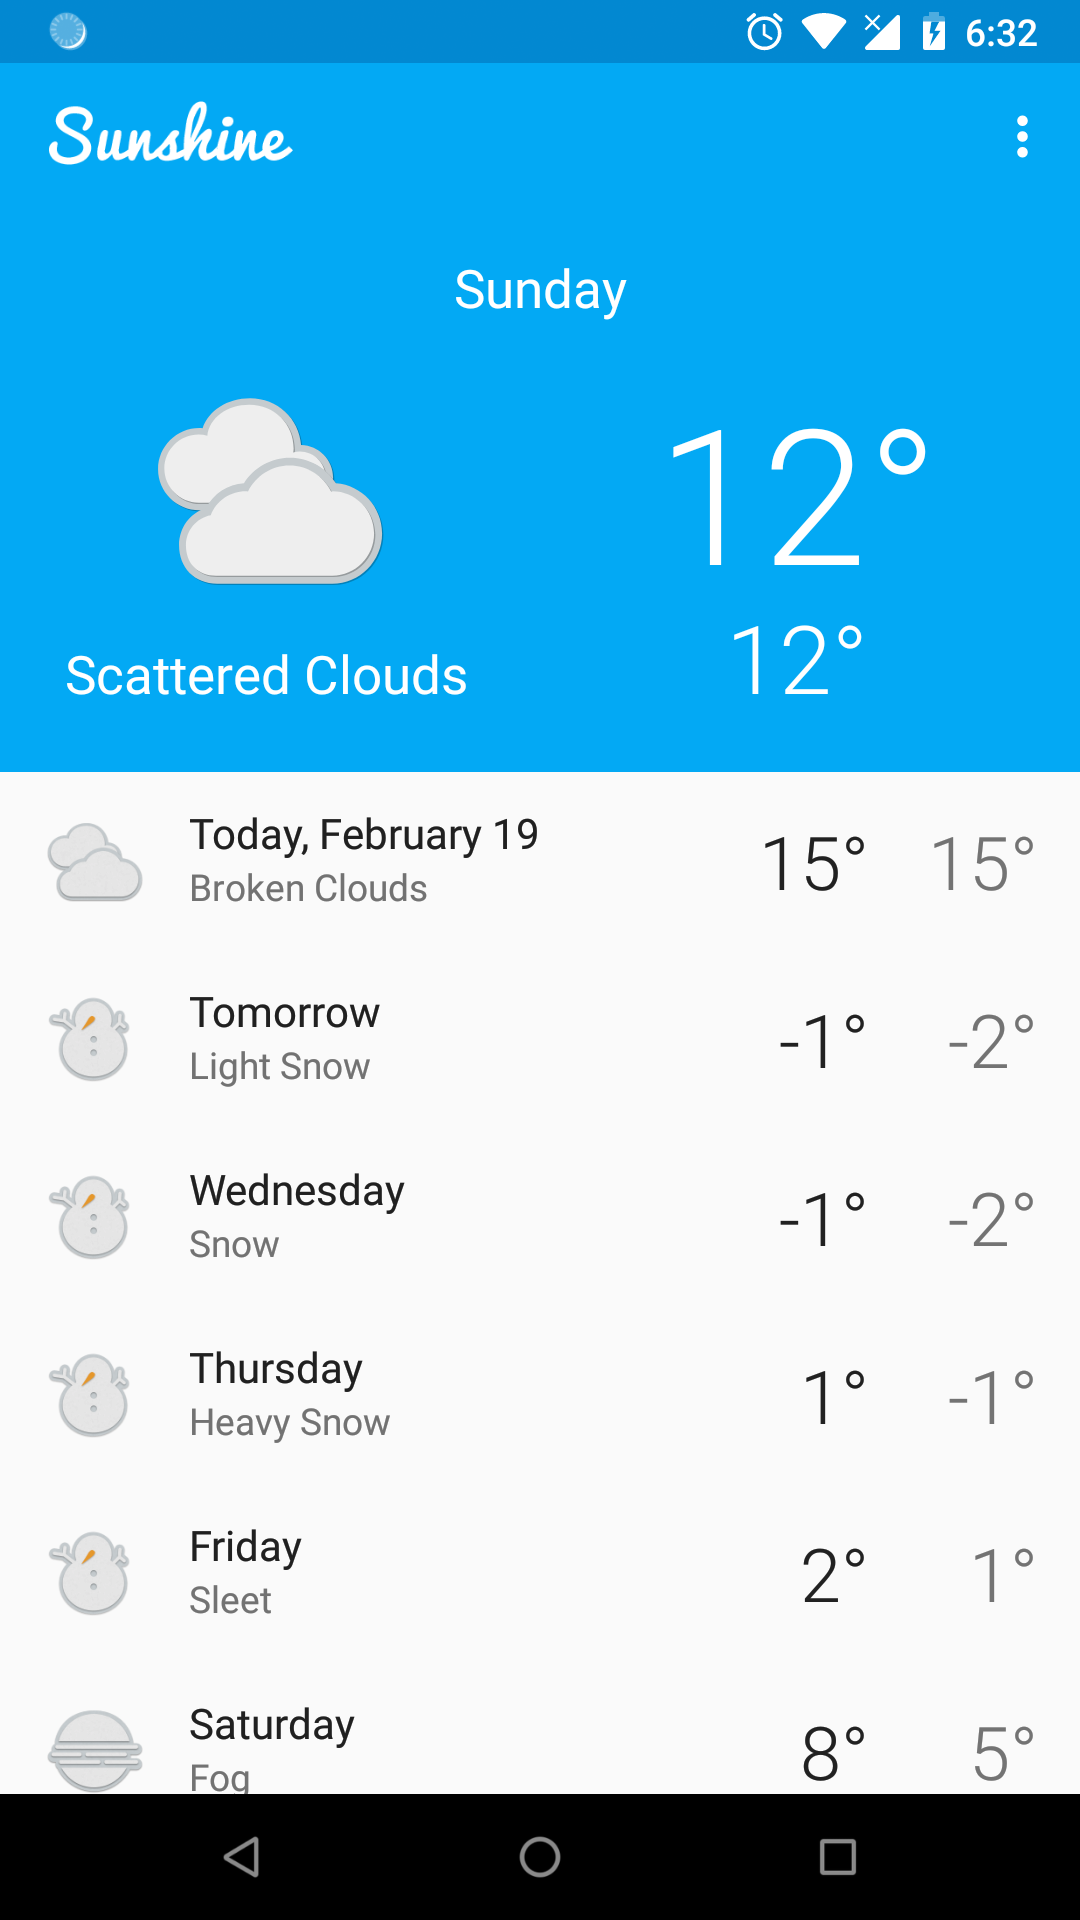 6:32
Sunshine
Sunday
12°
Scattered Clouds
12°
Today, February 19
Broken Clouds
15° 15°
Tomorrow
Light Snow
-1° -2°
Wednesday
Snow
-1° -2°
Thursday
Heavy Snow
1° -1°
Friday
Sleet
2° 1°
Saturday
Fog
8° 5°